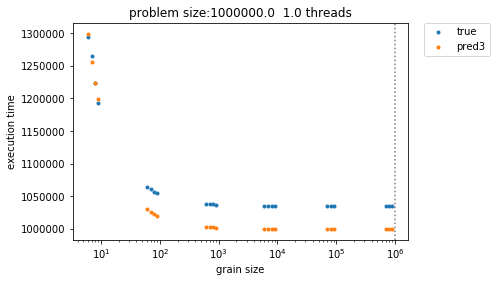 problem size:1000000.0  1.0 threads
true
pred3
1300000
1250000
1200000
1150000
1100000
1050000
1000000
execution time
10¹
10²
10³
10⁴
10⁵
10⁶
grain size